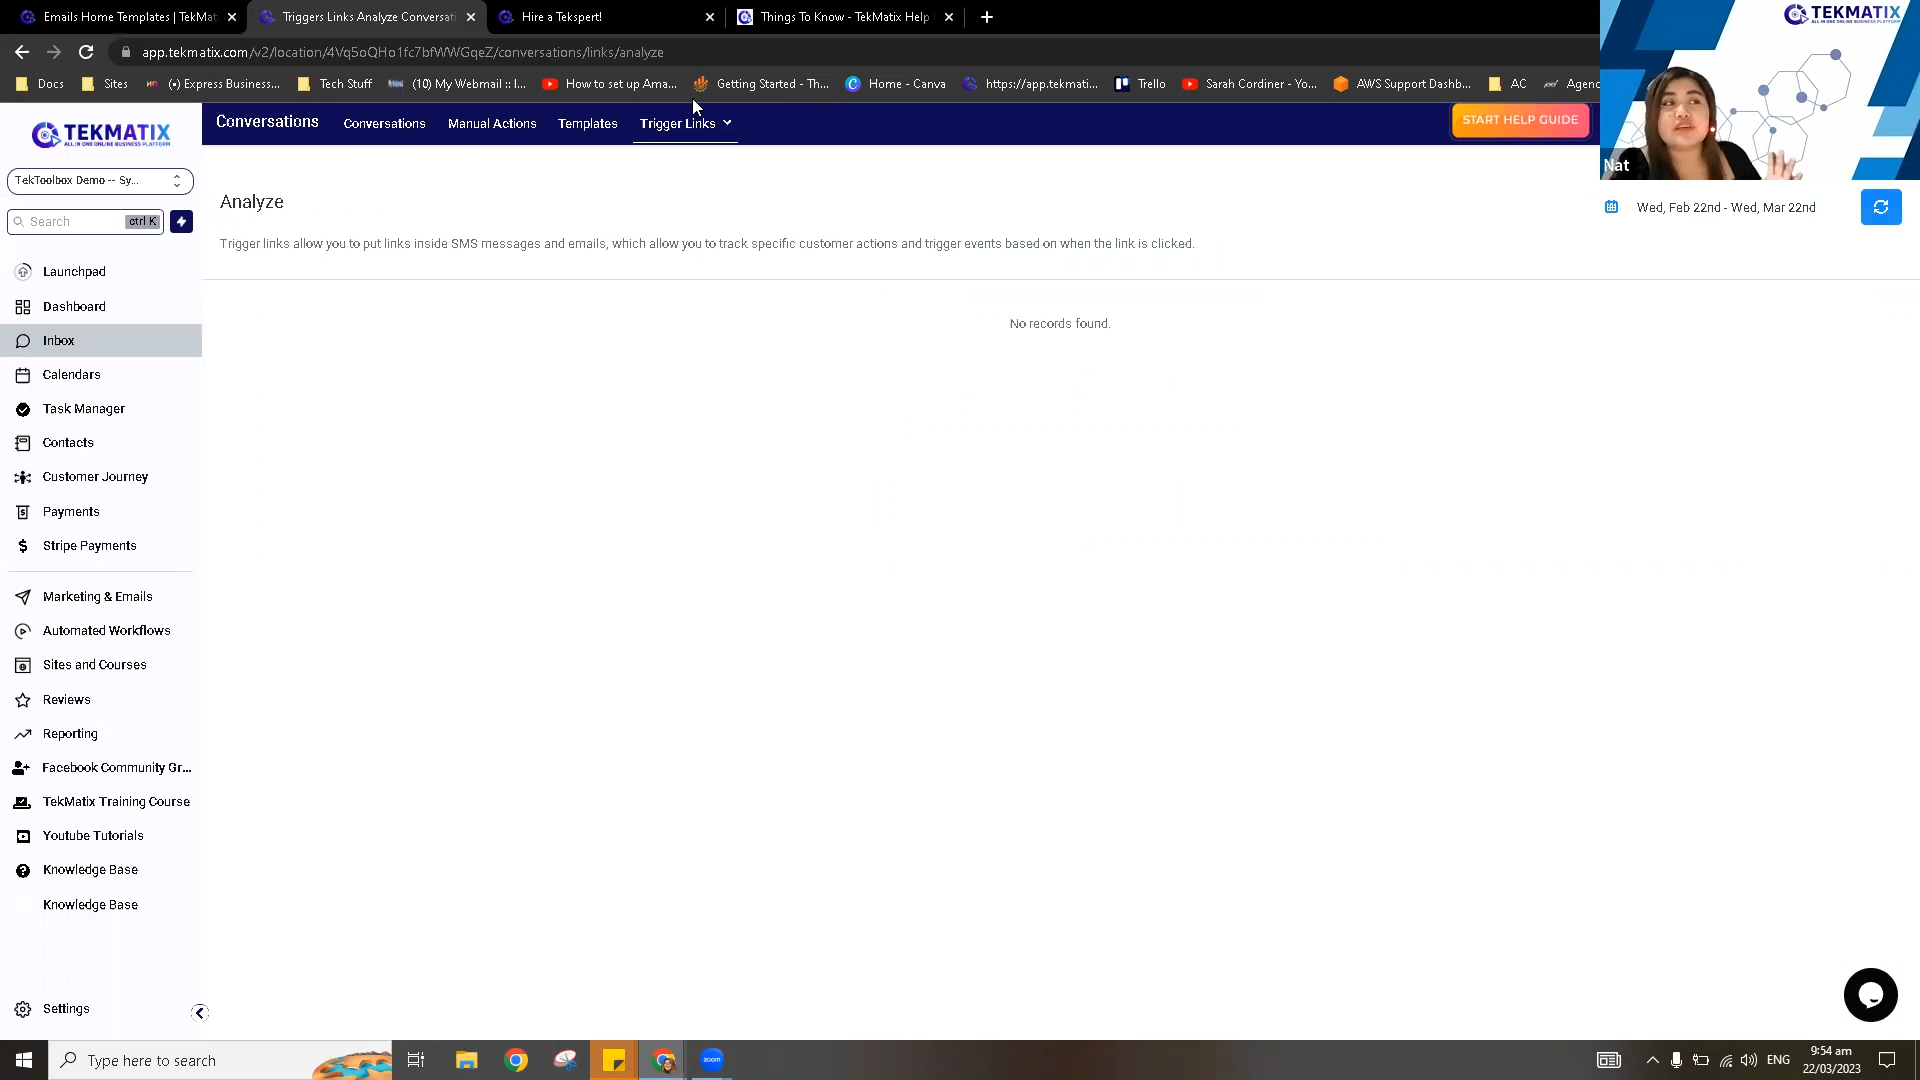 Emails Home Templates | TekMat
Triggers Links Analyze Conversati
Hire a Tekspert!
Things To Know - TekMatix Help
app.tekmatix.com/v2/location/4Vq5oQHo1fc7bfWWGqeZ/conversations/links/analyze
Docs
Sites
(•) Express Business...
Tech Stuff
(10) My Webmail :: I...
How to set up Ama...
Getting Started - Th...
Home - Canva
https://app.tekmati...
Trello
Sarah Cordiner - Yo...
AWS Support Dashb...
AC
Agenc
TEKMATIX
ALL IN ONE ONLINE BUSINESS PLATFORM
Conversations
Conversations
Manual Actions
Templates
Trigger Links
START HELP GUIDE
TEKMATIX
Nat
TekToolbox Demo -- Sy...
Search
ctrl K
Analyze
Wed, Feb 22nd - Wed, Mar 22nd
Trigger links allow you to put links inside SMS messages and emails, which allow you to track specific customer actions and trigger events based on when the link is clicked.
No records found.
Launchpad
Dashboard
Inbox
Calendars
Task Manager
Contacts
Customer Journey
Payments
Stripe Payments
Marketing & Emails
Automated Workflows
Sites and Courses
Reviews
Reporting
Facebook Community Gr...
TekMatix Training Course
Youtube Tutorials
Knowledge Base
Knowledge Base
Settings
Type here to search
zoom
ENG
9:54 am
22/03/2023